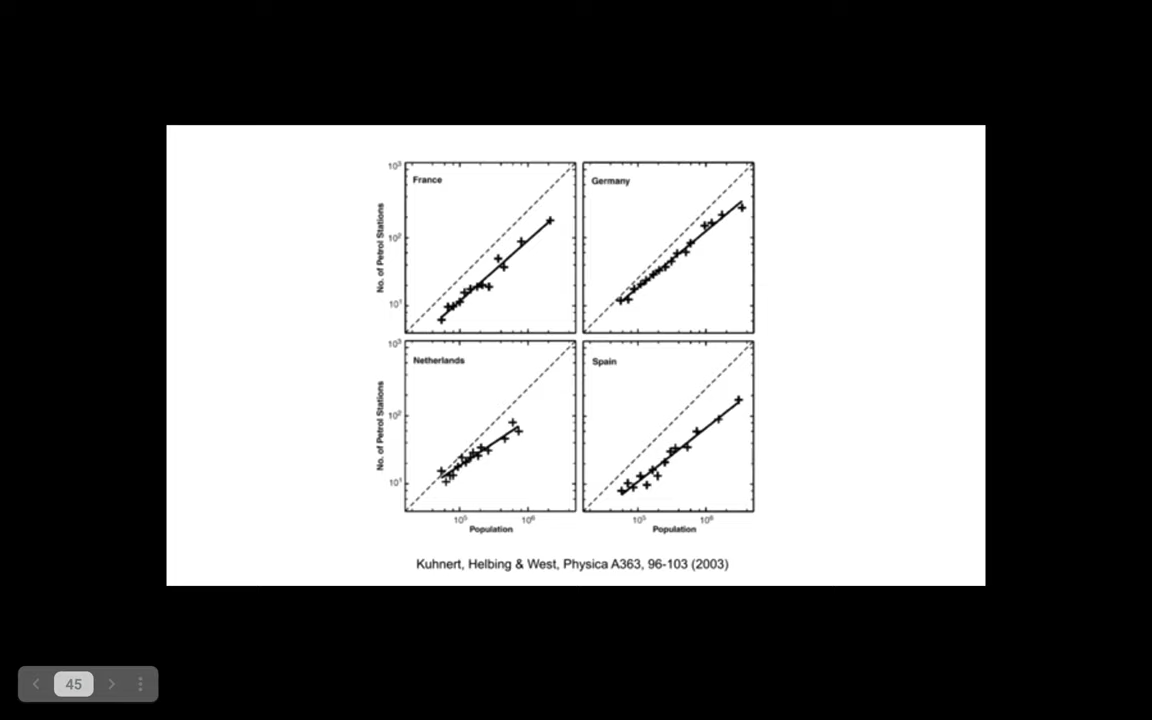 10³
France
Germany
No. of Petrol Stations
10²
10¹
10³
Netherlands
Spain
No. of Petrol Stations
10²
10¹
10⁵ 10⁶ 10⁵ 10⁶
Population Population
Kuhnert, Helbing & West, Physica A363, 96-103 (2003)
45